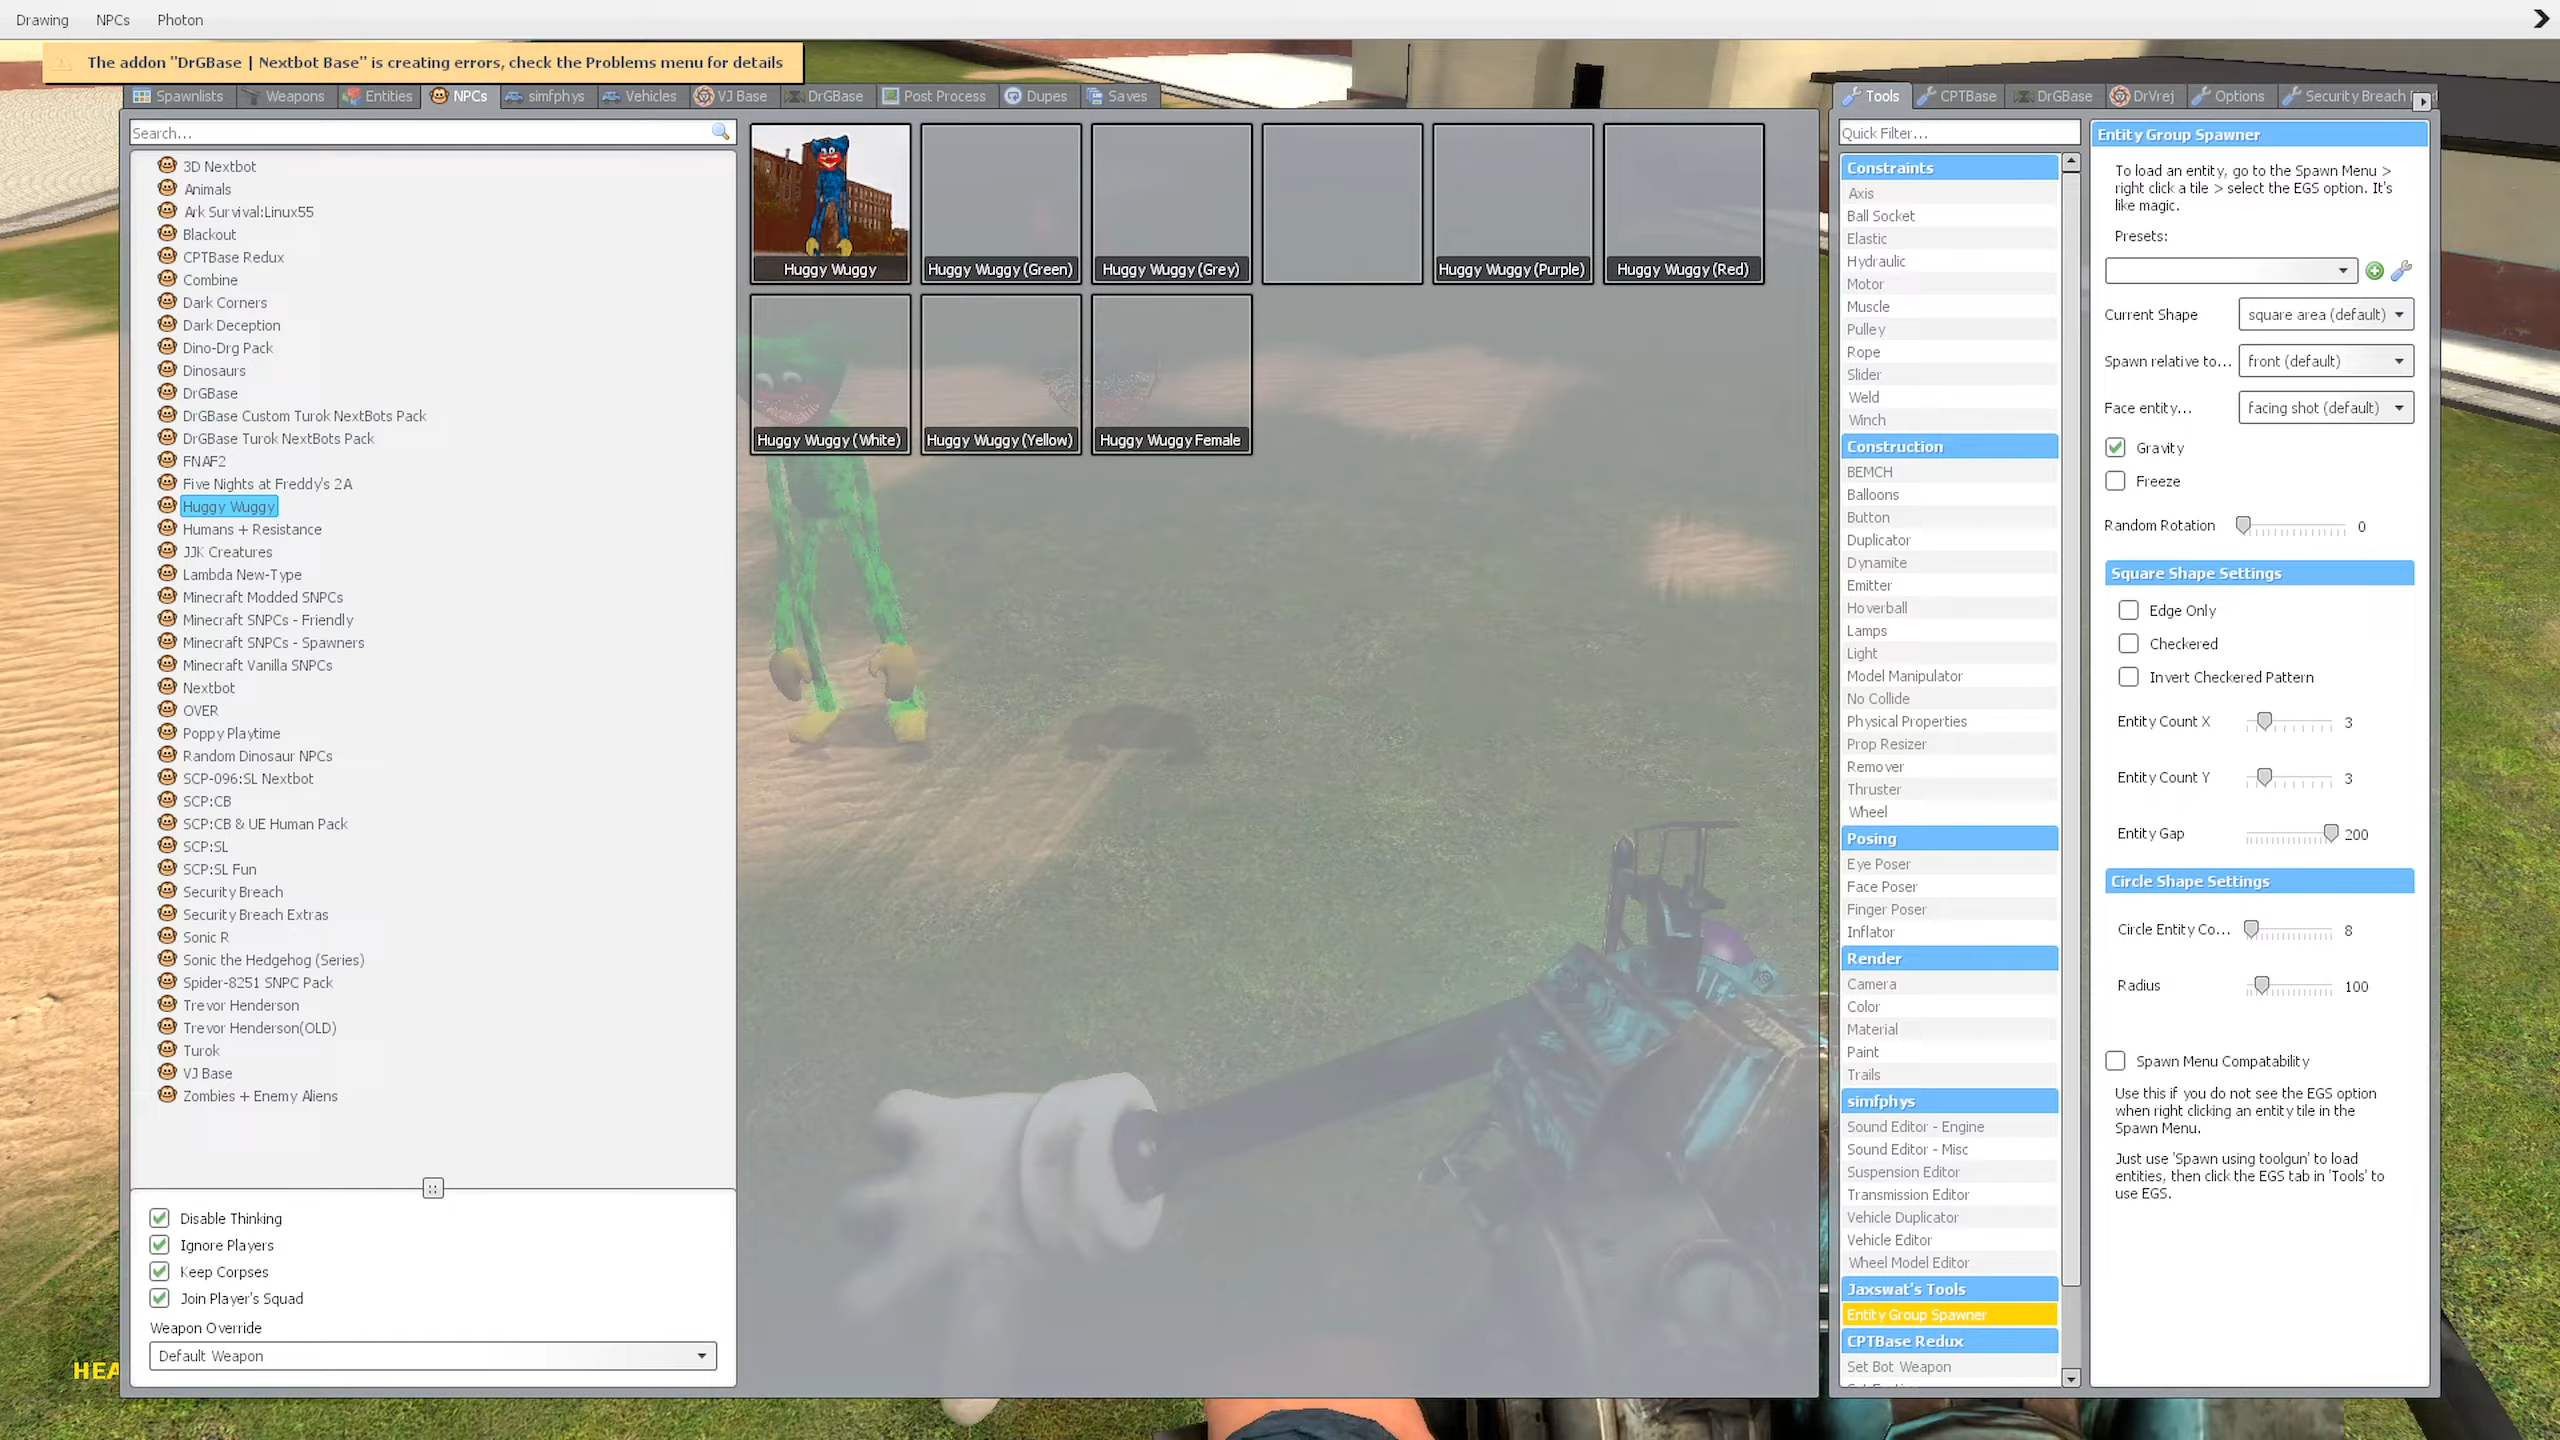 Drawing
NPCs
Photon
The addon "DrGBase | Nextbot Base" is creating errors, check the Problems menu for details
Spawnlists
Weapons
Entities
NPCs
simfphys
Vehicles
VJ Base
DrGBase
Post Process
Dupes
Saves
Search...
3D Nextbot
Animals
Ark Survival:Linux55
Blackout
CPTBase Redux
Combine
Dark Corners
Dark Deception
Dino-Drg Pack
Dinosaurs
DrGBase
DrGBase Custom Turok NextBots Pack
DrGBase Turok NextBots Pack
FNAF2
Five Nights at Freddy's 2A
Huggy Wuggy
Humans + Resistance
JJK Creatures
Lambda New-Type
Minecraft Modded SNPCs
Minecraft SNPCs - Friendly
Minecraft SNPCs - Spawners
Minecraft Vanilla SNPCs
Nextbot
OVER
Poppy Playtime
Random Dinosaur NPCs
SCP-096:SL Nextbot
SCP:CB
SCP:CB & UE Human Pack
SCP:SL
SCP:SL Fun
Security Breach
Security Breach Extras
Sonic R
Sonic the Hedgehog (Series)
Spider-8251 SNPC Pack
Trevor Henderson
Trevor Henderson(OLD)
Turok
VJ Base
Zombies + Enemy Aliens
Disable Thinking
Ignore Players
Keep Corpses
Join Player's Squad
Weapon Override
Default Weapon
HEA
Huggy Wuggy
Huggy Wuggy (Green)
Huggy Wuggy (Grey)
Huggy Wuggy (Purple)
Huggy Wuggy (Red)
Huggy Wuggy (White)
Huggy Wuggy (Yellow)
Huggy Wuggy Female
Tools
CPTBase
DrGBase
DrVrej
Options
Security Breach
Quick Filter...
Constraints
Axis
Ball Socket
Elastic
Hydraulic
Motor
Muscle
Pulley
Rope
Slider
Weld
Winch
Construction
BEMCH
Balloons
Button
Duplicator
Dynamite
Emitter
Hoverball
Lamps
Light
Model Manipulator
No Collide
Physical Properties
Prop Resizer
Remover
Thruster
Wheel
Posing
Eye Poser
Face Poser
Finger Poser
Inflator
Render
Camera
Color
Material
Paint
Trails
simfphys
Sound Editor - Engine
Sound Editor - Misc
Suspension Editor
Transmission Editor
Vehicle Duplicator
Vehicle Editor
Wheel Model Editor
Jaxswat's Tools
Entity Group Spawner
CPTBase Redux
Set Bot Weapon
Entity Group Spawner
To load an entity, go to the Spawn Menu >
right click a tile > select the EGS option. It's
like magic.
Presets:
Current Shape
square area (default)
Spawn relative to...
front (default)
Face entity...
facing shot (default)
Gravity
Freeze
Random Rotation
0
Square Shape Settings
Edge Only
Checkered
Invert Checkered Pattern
Entity Count X
3
Entity Count Y
3
Entity Gap
200
Circle Shape Settings
Circle Entity Co...
8
Radius
100
Spawn Menu Compatability
Use this if you do not see the EGS option
when right clicking an entity tile in the
Spawn Menu.
Just use 'Spawn using toolgun' to load
entities, then click the EGS tab in 'Tools' to
use EGS.